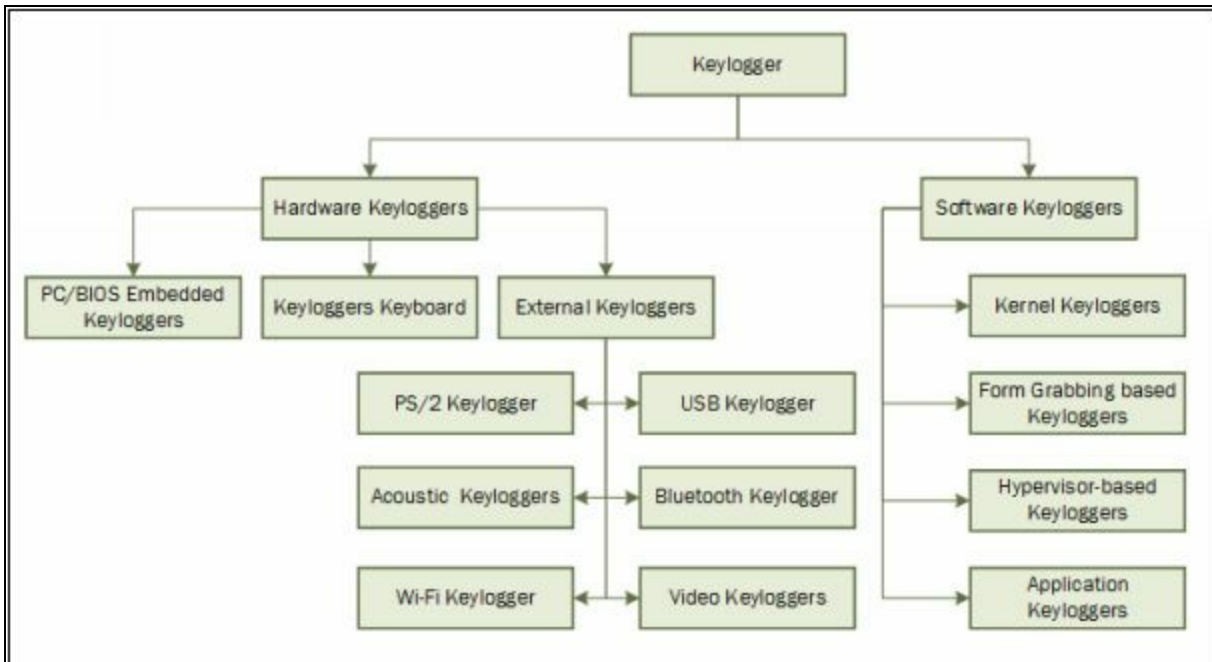 Keylogger
Hardware Keyloggers
Software Keyloggers
PC/BIOS Embedded
Keyloggers
Keyloggers Keyboard
External Keyloggers
Kernel Keyloggers
PS/2 Keylogger
USB Keylogger
Form Grabbing based
Keyloggers
Acoustic Keyloggers
Bluetooth Keylogger
Hypervisor-based
Keyloggers
Wi-Fi Keylogger
Video Keyloggers
Application
Keyloggers